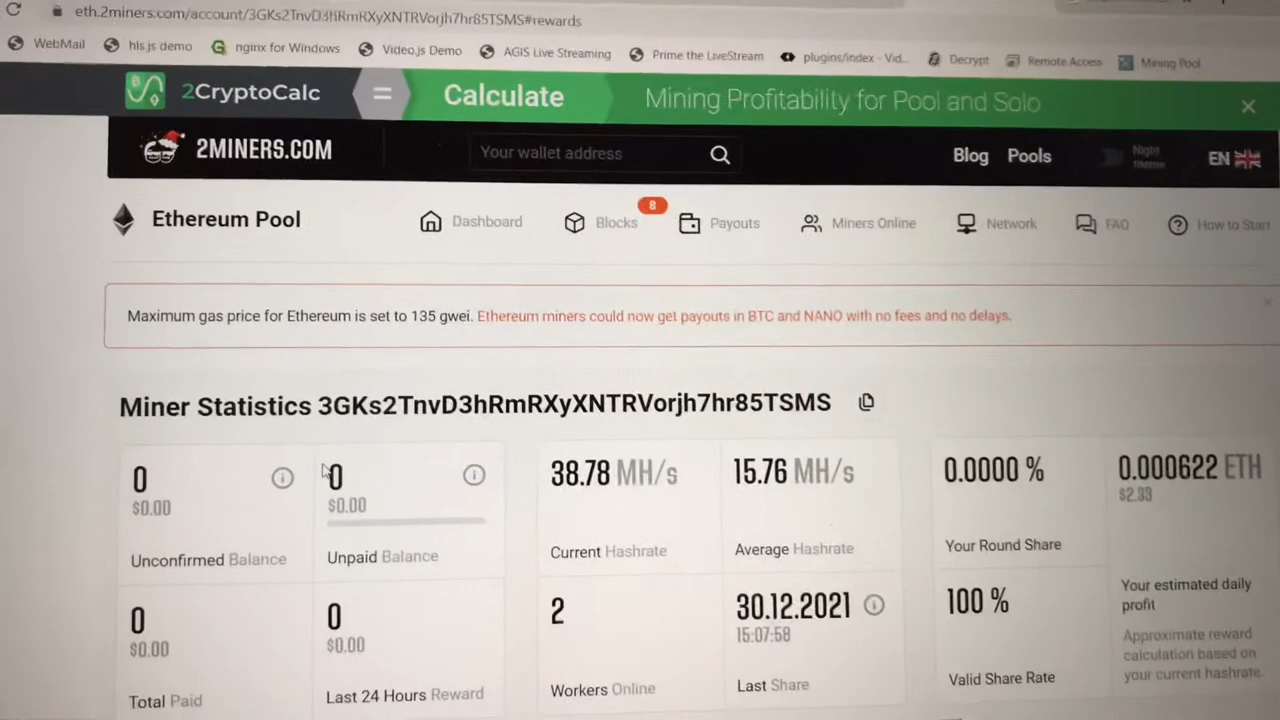 eth.2miners.com/account/3GKs2TnvD3hRmRXyXNTRVorjh7hr85TSMS#rewards
WebMail hls.js demo nginx for Windows Video.js Demo AGIS Live Streaming Prime the LiveStream plugins/index - Vid... Decrypt Remote Access Mining Pool
2CryptoCalc = Calculate Mining Profitability for Pool and Solo
2MINERS.COM Your wallet address Blog Pools Night theme EN
Ethereum Pool Dashboard Blocks 8 Payouts Miners Online Network FAQ How to Start
Maximum gas price for Ethereum is set to 135 gwei. Ethereum miners could now get payouts in BTC and NANO with no fees and no delays.
Miner Statistics 3GKs2TnvD3hRmRXyXNTRVorjh7hr85TSMS
0 0 38.78 MH/s 15.76 MH/s 0.0000 % 0.000622 ETH
$0.00 $0.00 $2.33
Unconfirmed Balance Unpaid Balance Current Hashrate Average Hashrate Your Round Share
0 0 2 30.12.2021 100 % Your estimated daily
$0.00 $0.00 15:07:58 profit
Total Paid Last 24 Hours Reward Workers Online Last Share Valid Share Rate Approximate reward
calculation based on
your current hashrate.